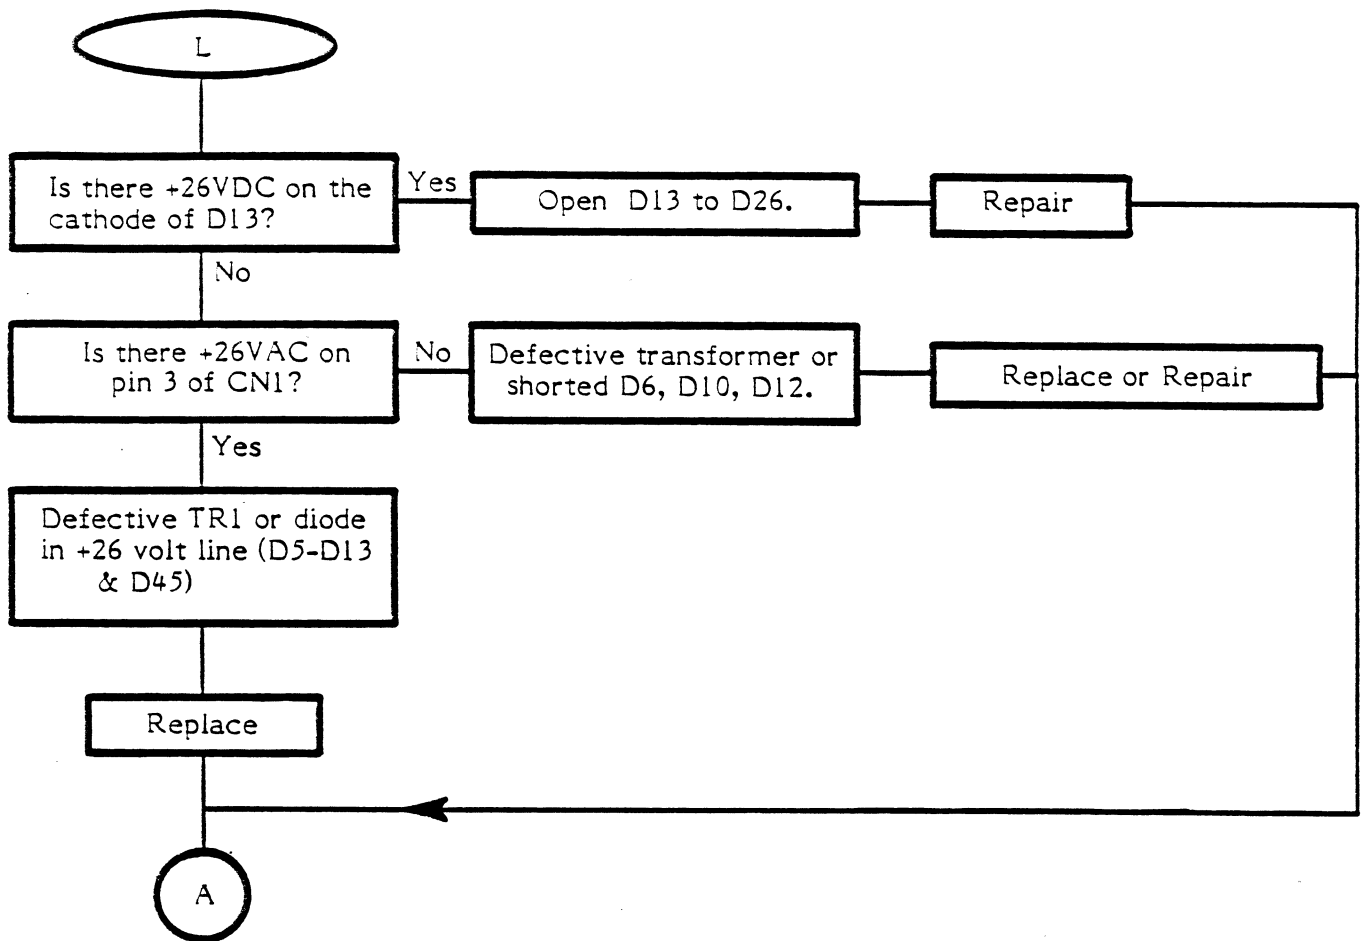 L
Is there +26VDC on the
cathode of D13?
Yes
Open D13 to D26.
Repair
No
Is there +26VAC on
pin 3 of CN1?
No
Defective transformer or
shorted D6, D10, D12.
Replace or Repair
Yes
Defective TR1 or diode
in +26 volt line (D5-D13
& D45)
Replace
A